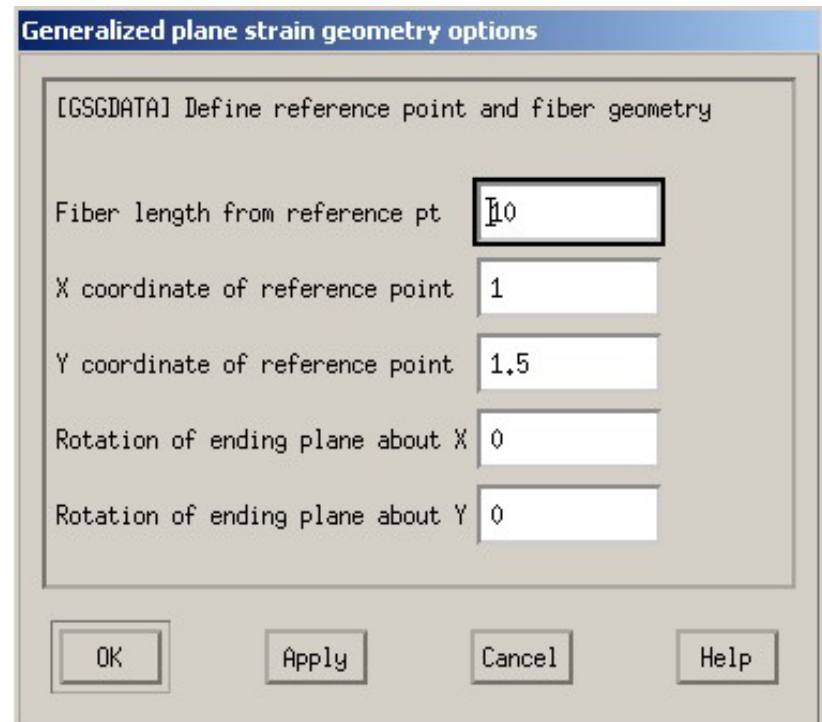 Generalized plane strain geometry options
[GSGDATA] Define reference point and fiber geometry
Fiber length from reference pt 10
X coordinate of reference point 1
Y coordinate of reference point 1.5
Rotation of ending plane about X 0
Rotation of ending plane about Y 0
OK Apply Cancel Help